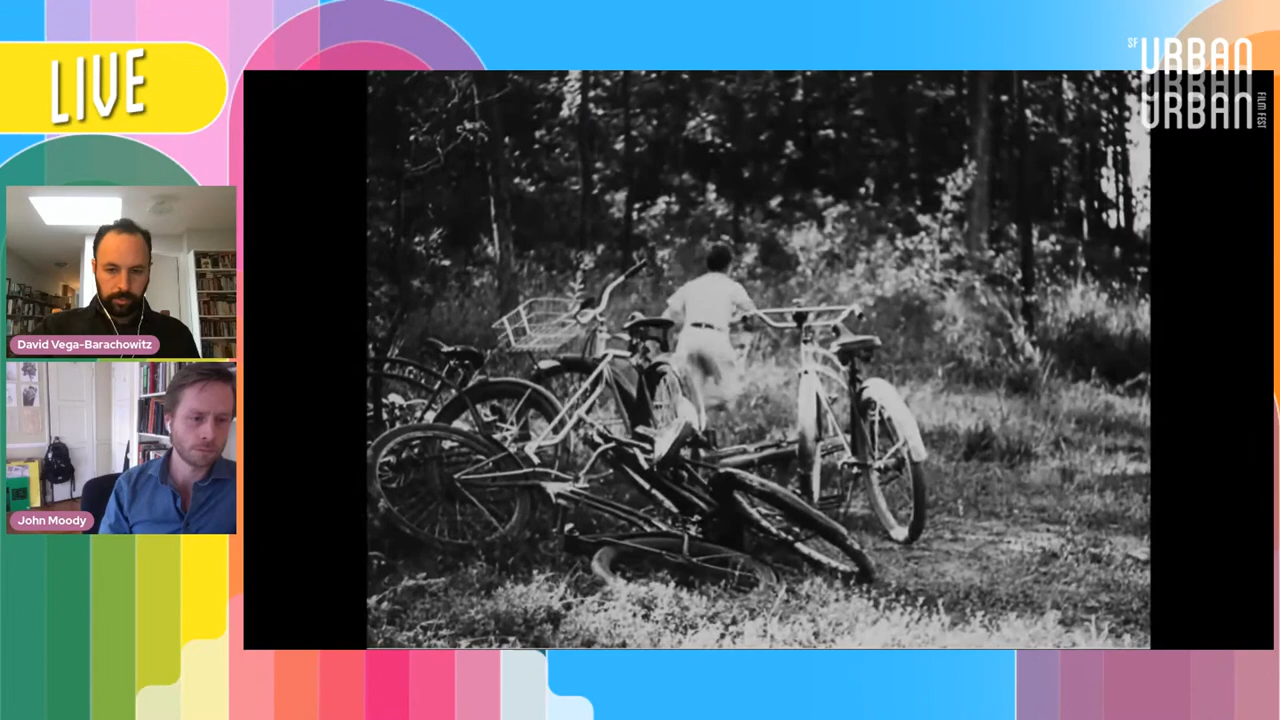 LIVE
SF URBAN
URBAN
FILM FEST
David Vega-Barachowitz
John Moody